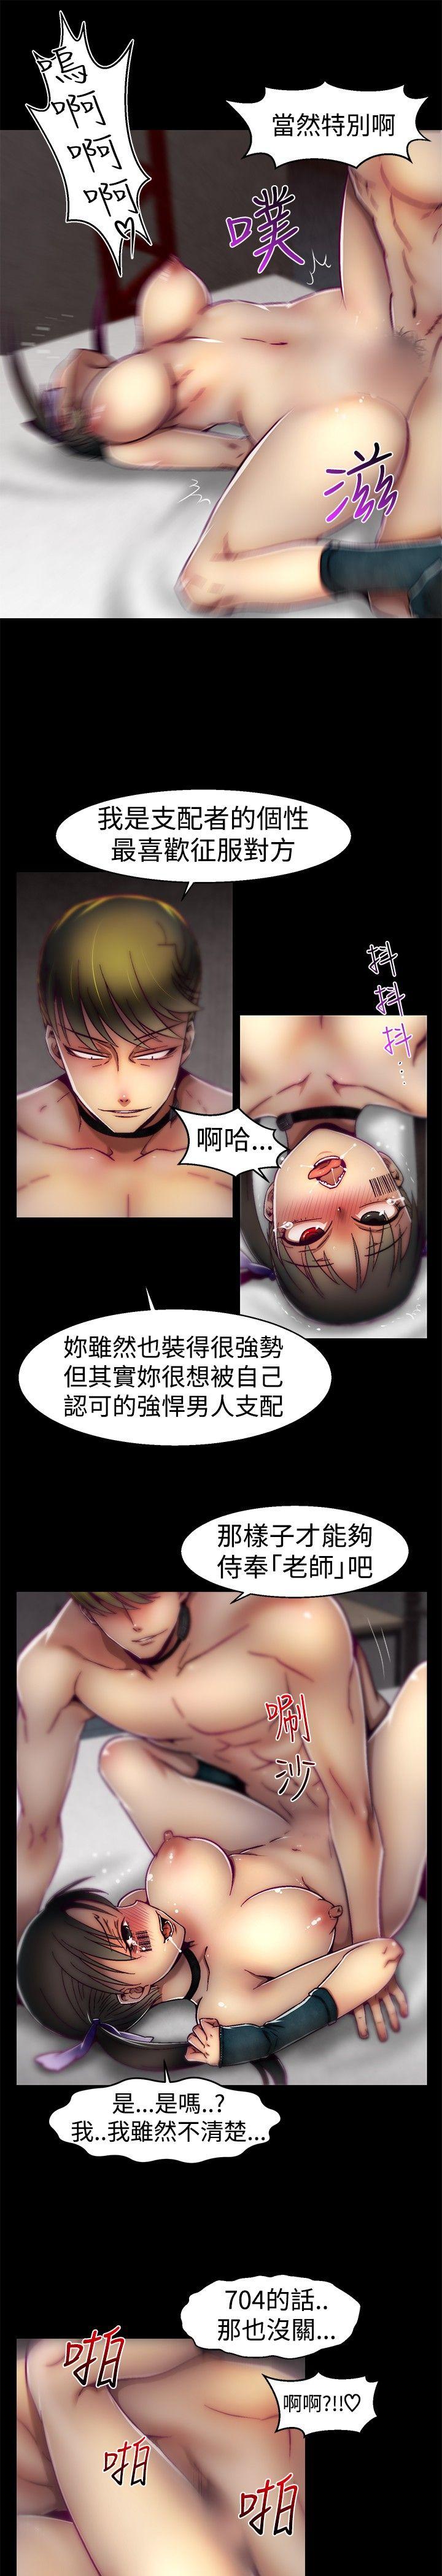 嗚
啊
啊
啊♡
當然特別啊
噗
滋
我是支配者的個性
最喜歡征服對方
抖
抖
抖
啊哈...
妳雖然也裝得很強勢
但其實妳很想被自己
認可的強悍男人支配
那樣子才能夠
侍奉「老師」吧
唰
沙
是...是嗎..?
我..我雖然不清楚...
704的話..
那也沒關...
啪
啊啊?!!♡
啪
啪